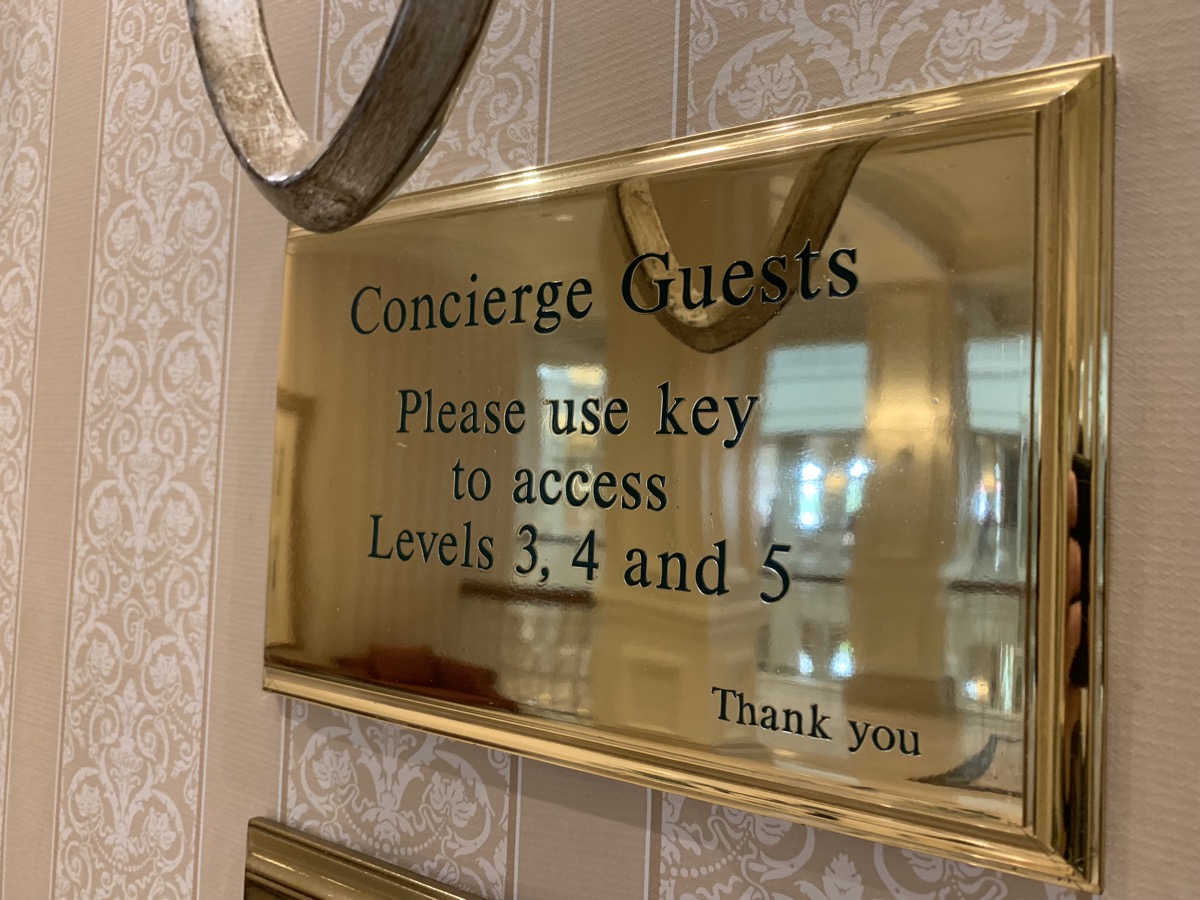 Concierge Guests
Please use key
to access
Levels 3, 4 and 5
Thank you